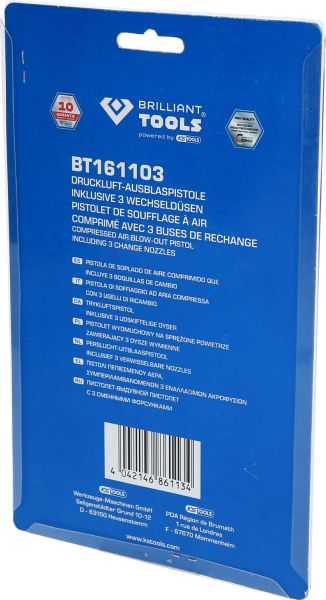 10
GARANTIE
HIGH QUALITY
BRILLIANT
TOOLS
powered by KSTOOLS
BT161103
DRUCKLUFT-AUSBLASPISTOLE
INKLUSIVE 3 WECHSELDÜSEN
PISTOLET DE SOUFFLAGE À AIR
COMPRIMÉ AVEC 3 BUSES DE RECHANGE
COMPRESSED AIR BLOW-OUT PISTOL
INCLUDING 3 CHANGE NOZZLES
ES PISTOLA DE SOPLADO DE AIRE COMPRIMIDO QUE
INCLUYE 3 BOQUILLAS DE CAMBIO
IT PISTOLA DI SOFFIAGGIO AD ARIA COMPRESSA
CON 3 UGELLI DI RICAMBIO
DA TRYKLUFTSPISTOL
INKLUSIVE 3 UDSKIFTELIGE DYSER
PL PISTOLET WYDMUCHOWY NA SPRĘŻONE POWIETRZE
ZAWIERAJĄCY 3 DYSZE WYMIENNE
NL PERSLUCHT-UITBLAASPISTOOL
INCLUSIEF 3 VERWISSELBARE NOZZLES
EL ΠΙΣΤΟΛΙ ΠΕΠΙΕΣΜΕΝΟΥ ΑΕΡΑ,
ΣΥΜΠΕΡΙΛΑΜΒΑΝΟΜΕΝΩΝ 3 ΕΝΑΛΛΑΞΙΜΩΝ ΑΚΡΟΦΥΣΙΩΝ
RU ПИСТОЛЕТ-ВЫДУВНОЙ ПИСТОЛЕТ
С 3 СМЕННЫМИ ФОРСУНКАМИ
4 042146 861134
KSTOOLS
Werkzeuge-Maschinen GmbH
Seligenstädter Grund 10-12
D - 63150 Heusenstamm
KSTOOLS
PDA Région de Brumath
1 rue de Londres
F - 67670 Mommenheim
www.kstools.com